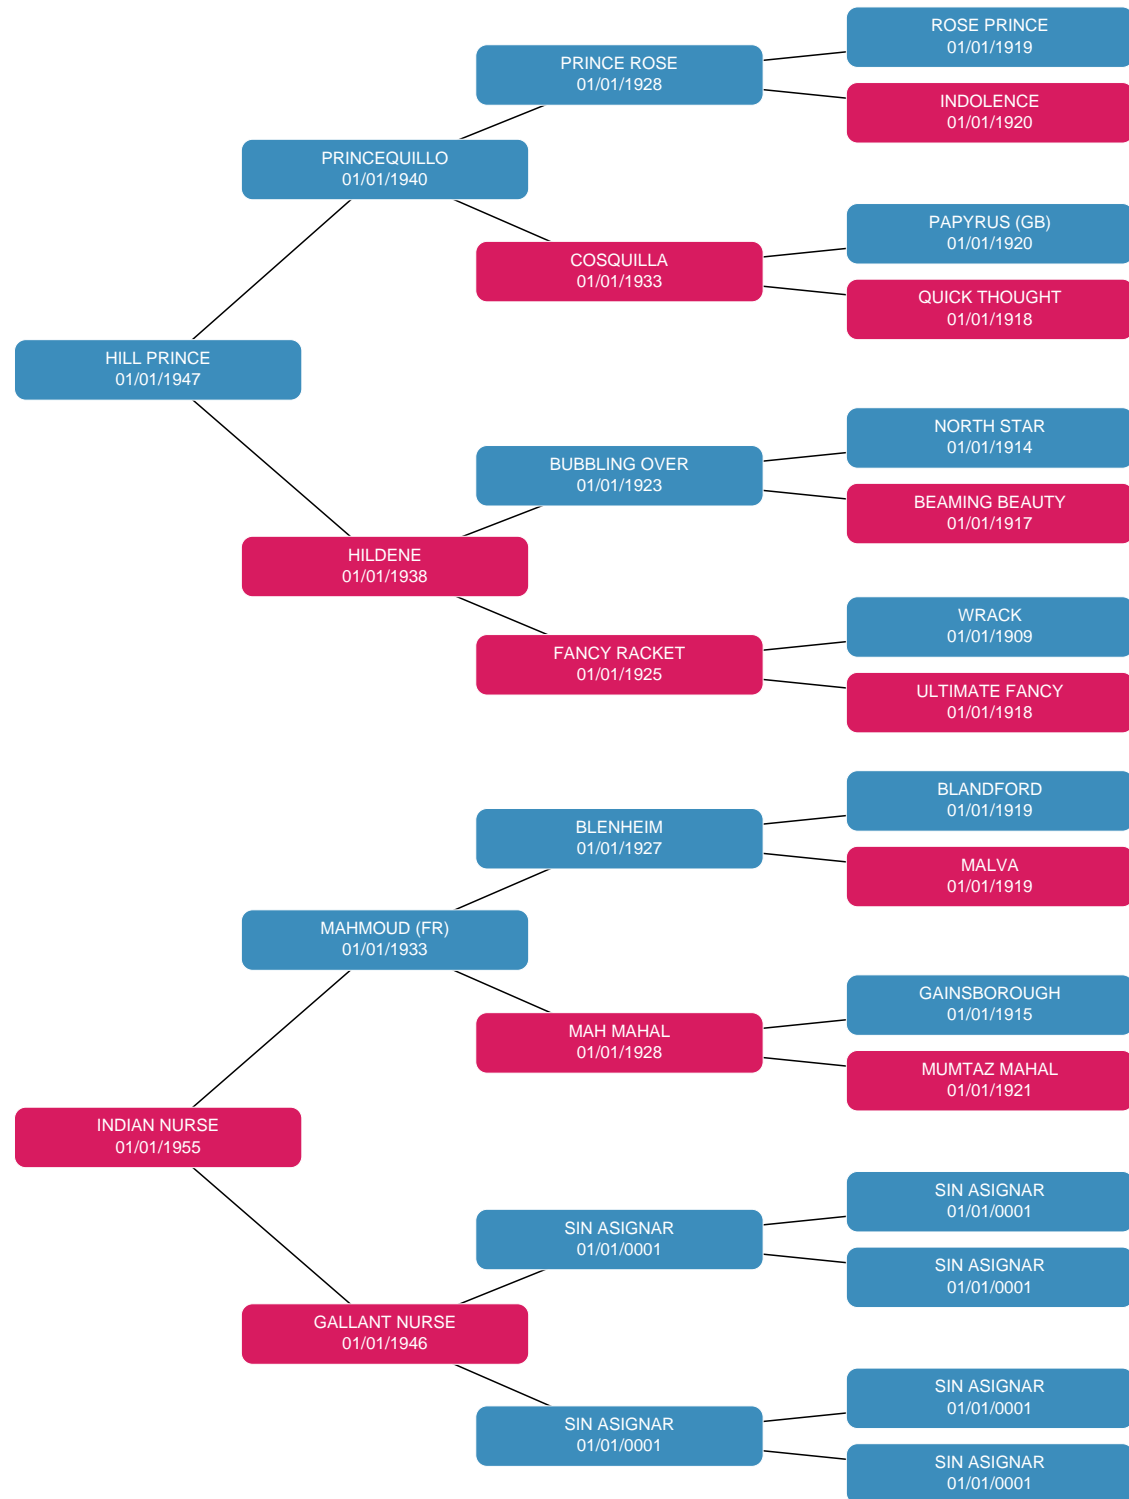 ROSE PRINCE
01/01/1919
PRINCE ROSE
01/01/1928
INDOLENCE
01/01/1920
PRINCEQUILLO
01/01/1940
PAPYRUS (GB)
01/01/1920
COSQUILLA
01/01/1933
QUICK THOUGHT
01/01/1918
HILL PRINCE
01/01/1947
NORTH STAR
01/01/1914
BUBBLING OVER
01/01/1923
BEAMING BEAUTY
01/01/1917
HILDENE
01/01/1938
WRACK
01/01/1909
FANCY RACKET
01/01/1925
ULTIMATE FANCY
01/01/1918
BLANDFORD
01/01/1919
BLENHEIM
01/01/1927
MALVA
01/01/1919
MAHMOUD (FR)
01/01/1933
GAINSBOROUGH
01/01/1915
MAH MAHAL
01/01/1928
MUMTAZ MAHAL
01/01/1921
INDIAN NURSE
01/01/1955
SIN ASIGNAR
01/01/0001
SIN ASIGNAR
01/01/0001
SIN ASIGNAR
01/01/0001
GALLANT NURSE
01/01/1946
SIN ASIGNAR
01/01/0001
SIN ASIGNAR
01/01/0001
SIN ASIGNAR
01/01/0001